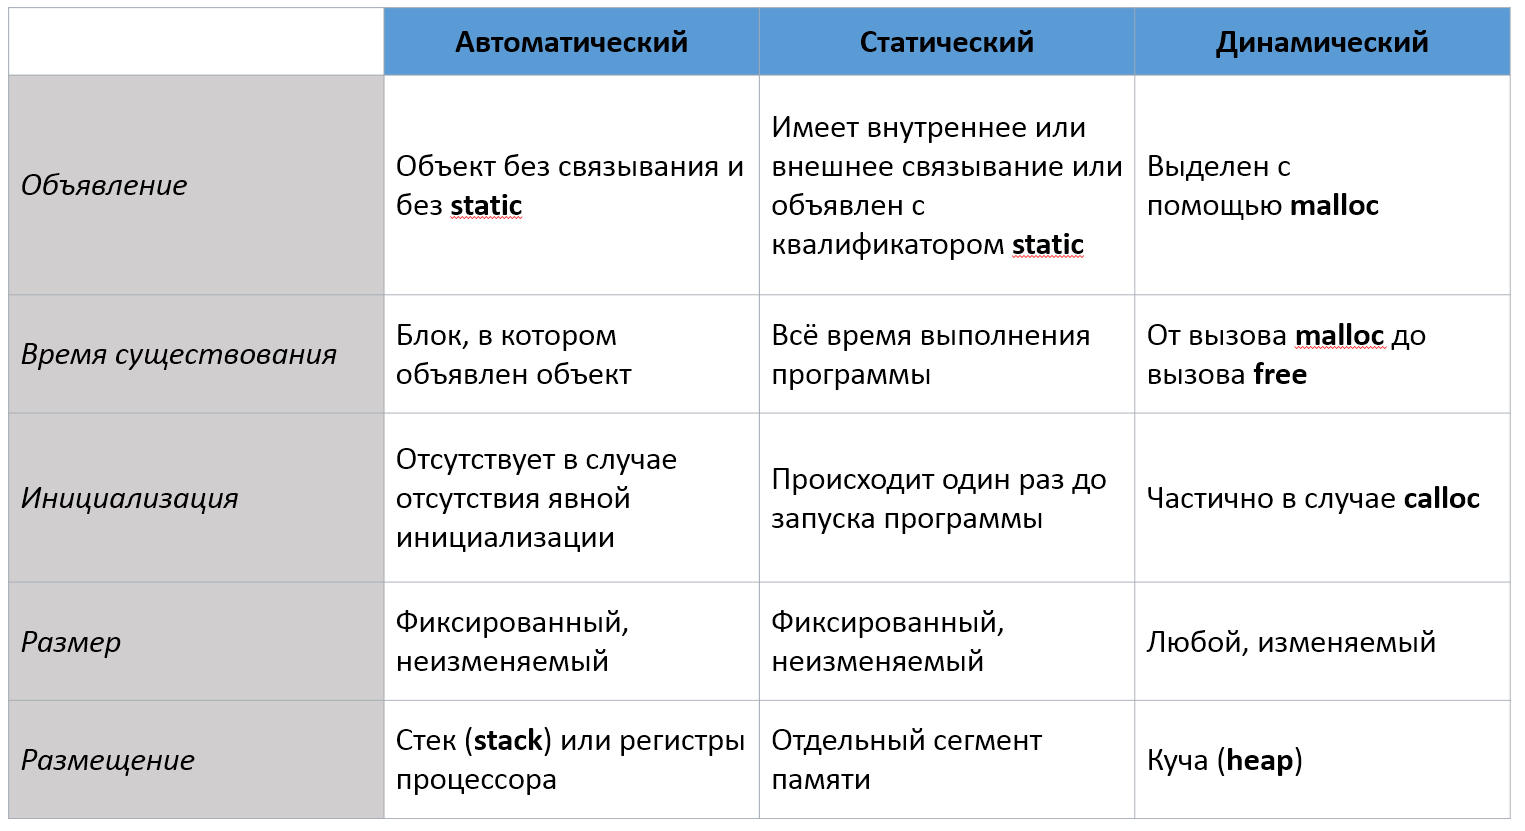 Автоматический
Статический
Динамический
Объявление
Объект без связывания и
без static
Имеет внутреннее или
внешнее связывание или
объявлен с
квалификатором static
Выделен с
помощью malloc
Время существования
Блок, в котором
объявлен объект
Всё время выполнения
программы
От вызова malloc до
вызова free
Инициализация
Отсутствует в случае
отсутствия явной
инициализации
Происходит один раз до
запуска программы
Частично в случае calloc
Размер
Фиксированный,
неизменяемый
Фиксированный,
неизменяемый
Любой, изменяемый
Размещение
Стек (stack) или регистры
процессора
Отдельный сегмент
памяти
Куча (heap)